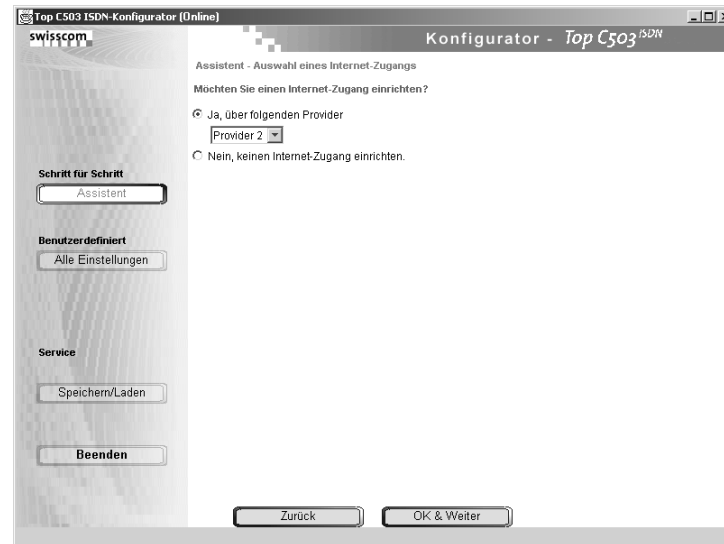 Top C503 ISDN-Konfigurator (Online)
swisscom
Konfigurator - Top C503 ISDN
Assistent - Auswahl eines Internet-Zugangs
Möchten Sie einen Internet-Zugang einrichten?
Ja, über folgenden Provider
Provider 2
Nein, keinen Internet-Zugang einrichten.
Schritt für Schritt
Assistent
Benutzerdefiniert
Alle Einstellungen
Service
Speichern/Laden
Beenden
Zurück
OK & Weiter